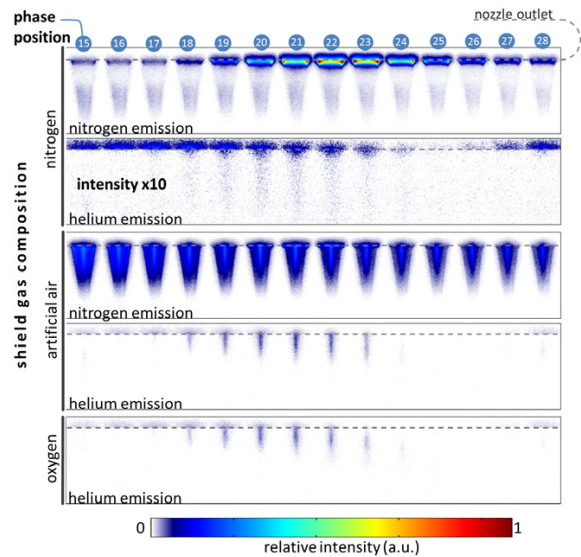 phase
position
nozzle outlet
15 16 17 18 19 20 21 22 23 24 25 26 27 28
shield gas composition
nitrogen
nitrogen emission
intensity x10
helium emission
artificial air
nitrogen emission
helium emission
oxygen
helium emission
0 1
relative intensity (a.u.)